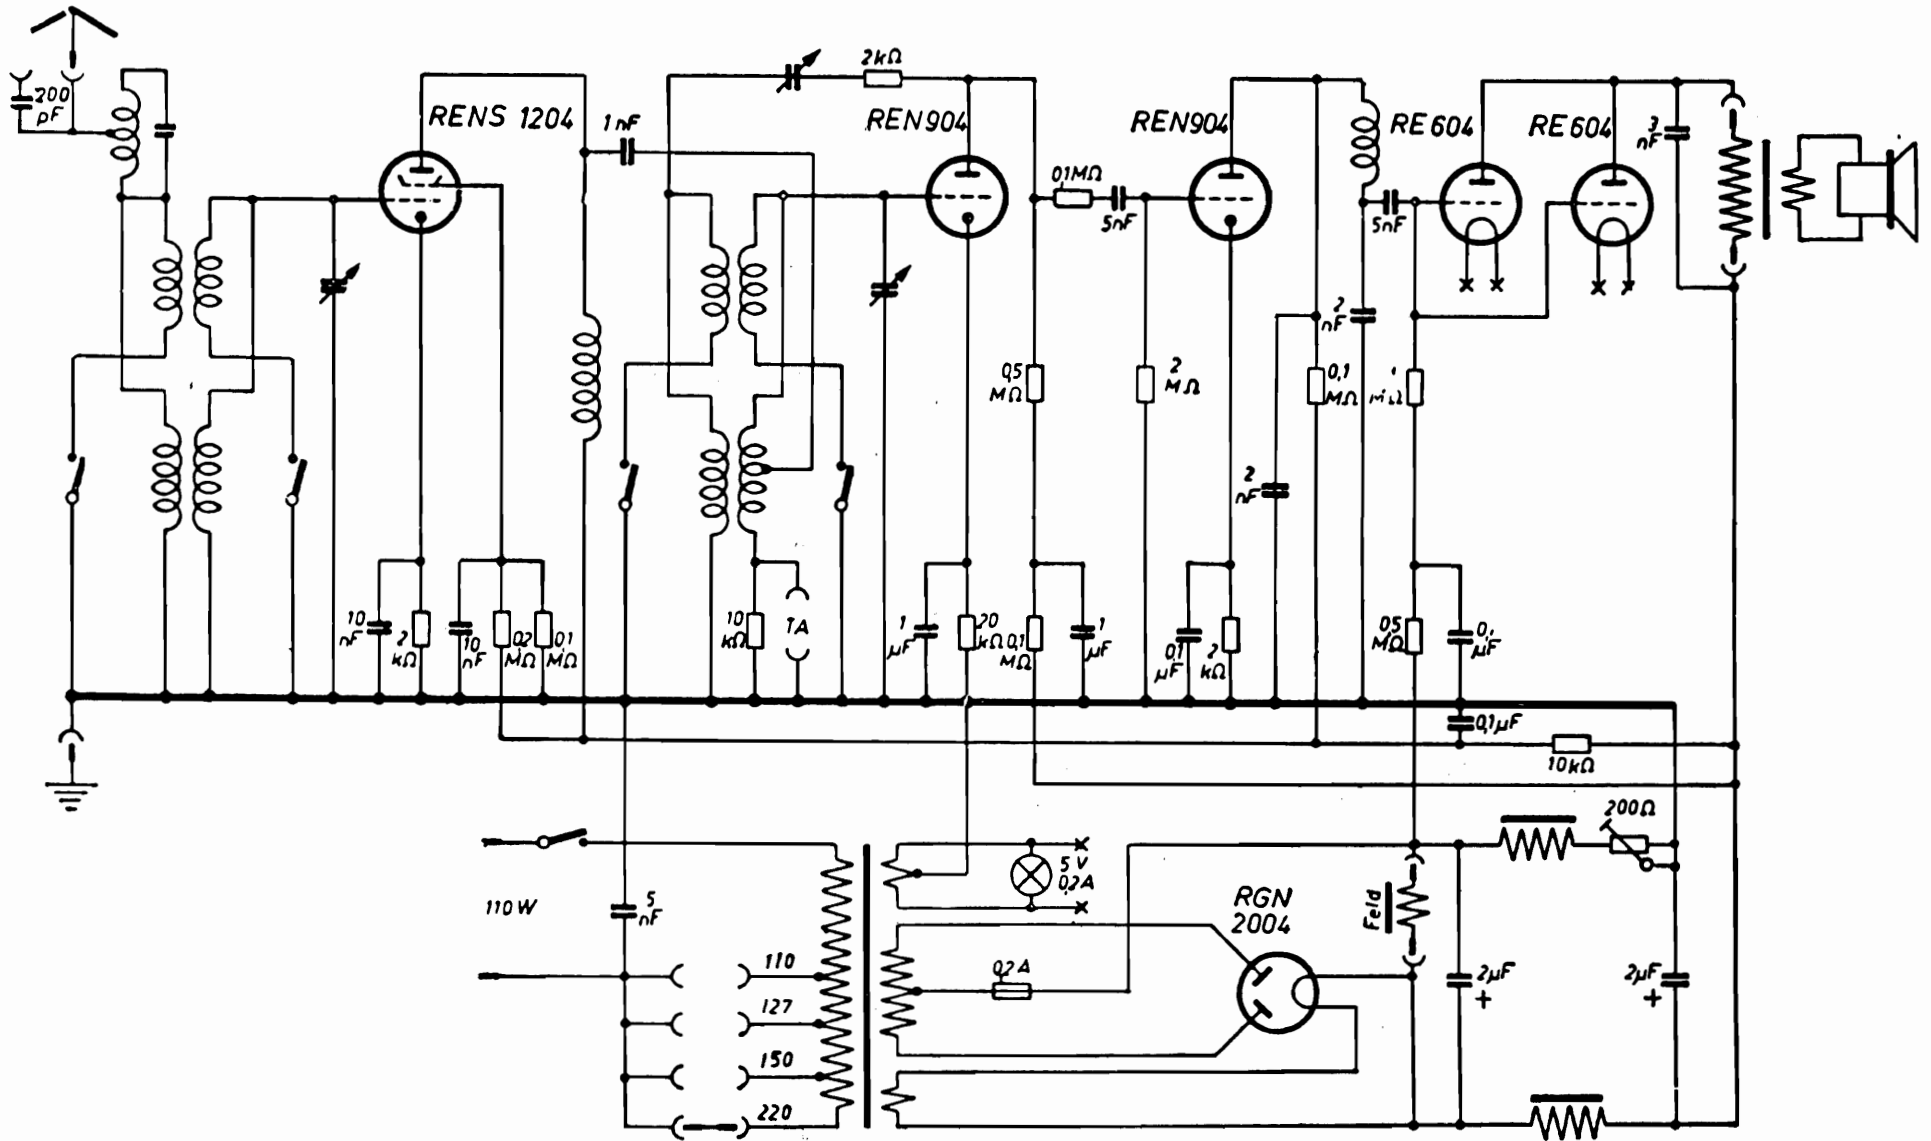 200
pF
RENS 1204
1nF
2kΩ
REN904
0,1MΩ
5nF
REN904
RE604
RE604
5nF
3
nF
0,5
MΩ
2
MΩ
2
nF
0,1
MΩ
2
nF
MΩ
10
nF
2
kΩ
10
nF
0,2
MΩ
0,1
MΩ
10
kΩ
TA
1
µF
20
kΩ
0,1
MΩ
1
µF
0,1
µF
2
kΩ
0,5
MΩ
µF
0,1µF
10kΩ
200Ω
110W
5
nF
5V
0,2A
0,2A
RGN
2004
Feld
2µF
+
2µF
+
110
127
150
220